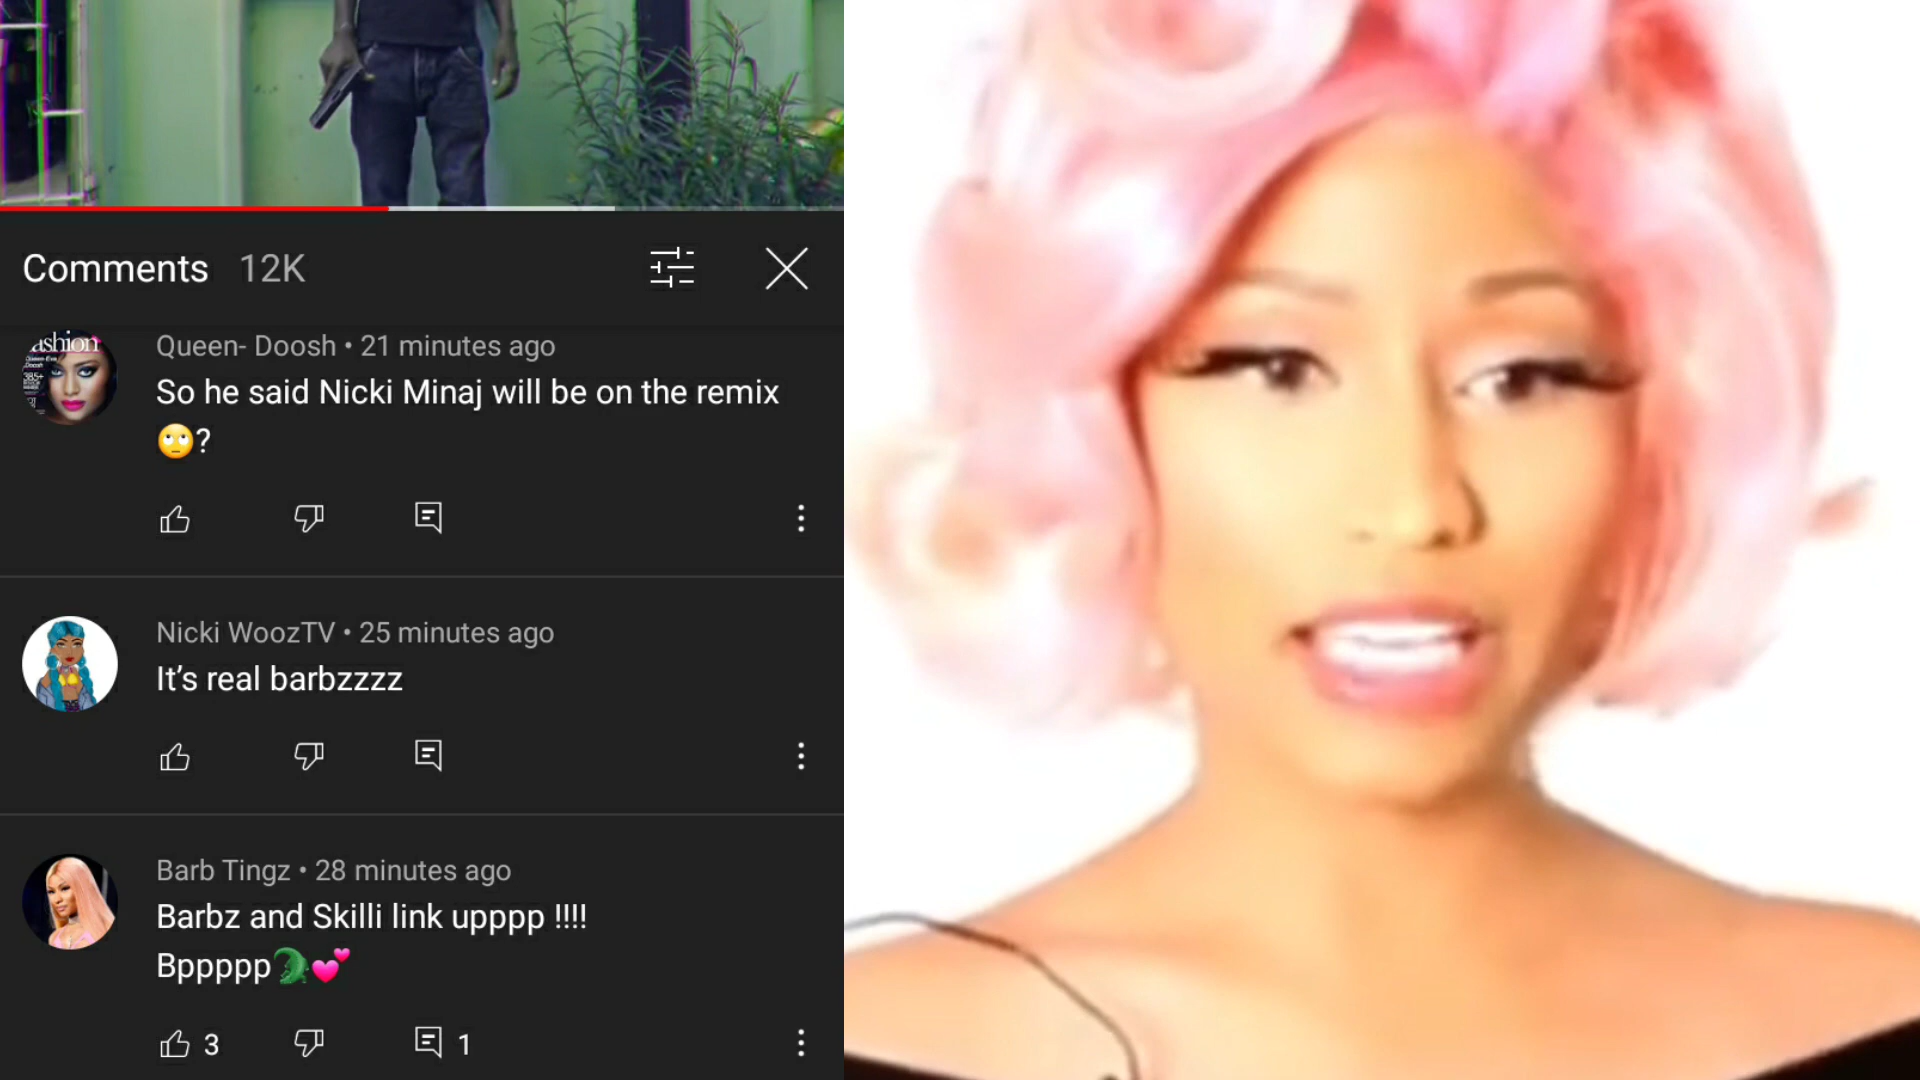 Comments 12K
ashion
Queen- Doosh • 21 minutes ago
So he said Nicki Minaj will be on the remix
🙄?
Nicki WoozTV • 25 minutes ago
It’s real barbzzzz
Barb Tingz • 28 minutes ago
Barbz and Skilli link upppp !!!!
Bppppp🐊💕
3 1